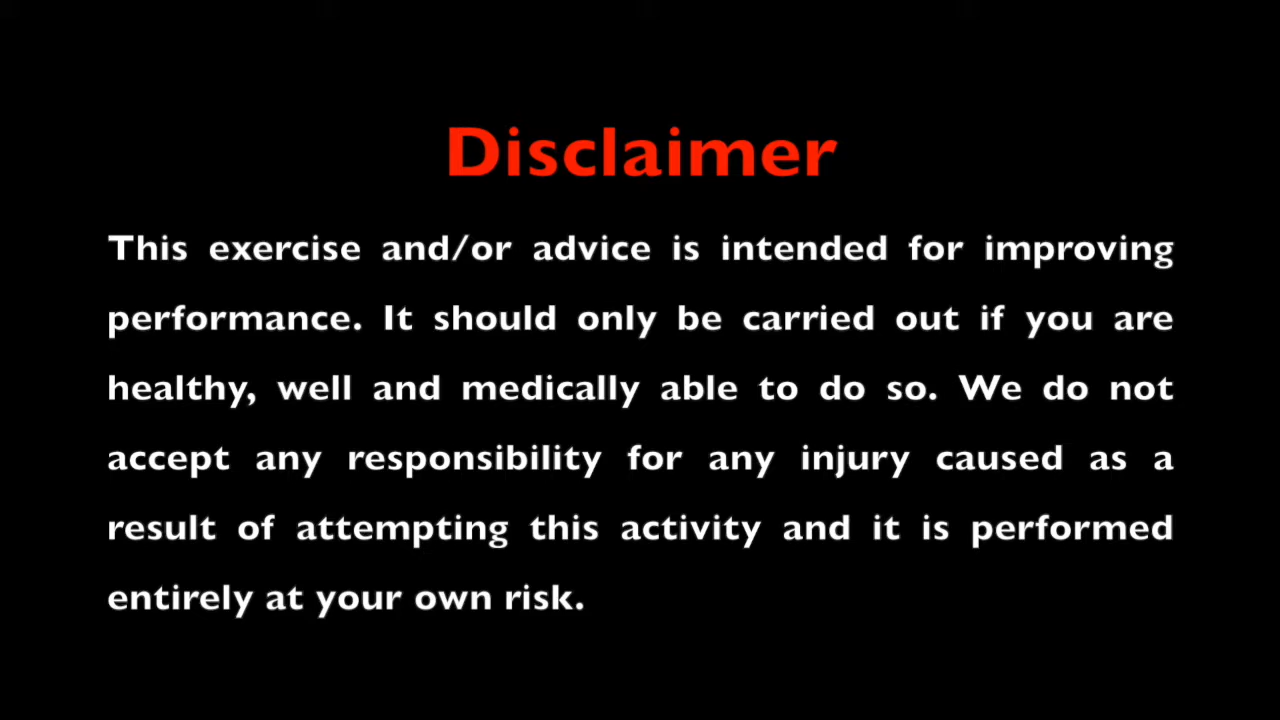 Disclaimer
This exercise and/or advice is intended for improving
performance. It should only be carried out if you are
healthy, well and medically able to do so. We do not
accept any responsibility for any injury caused as a
result of attempting this activity and it is performed
entirely at your own risk.